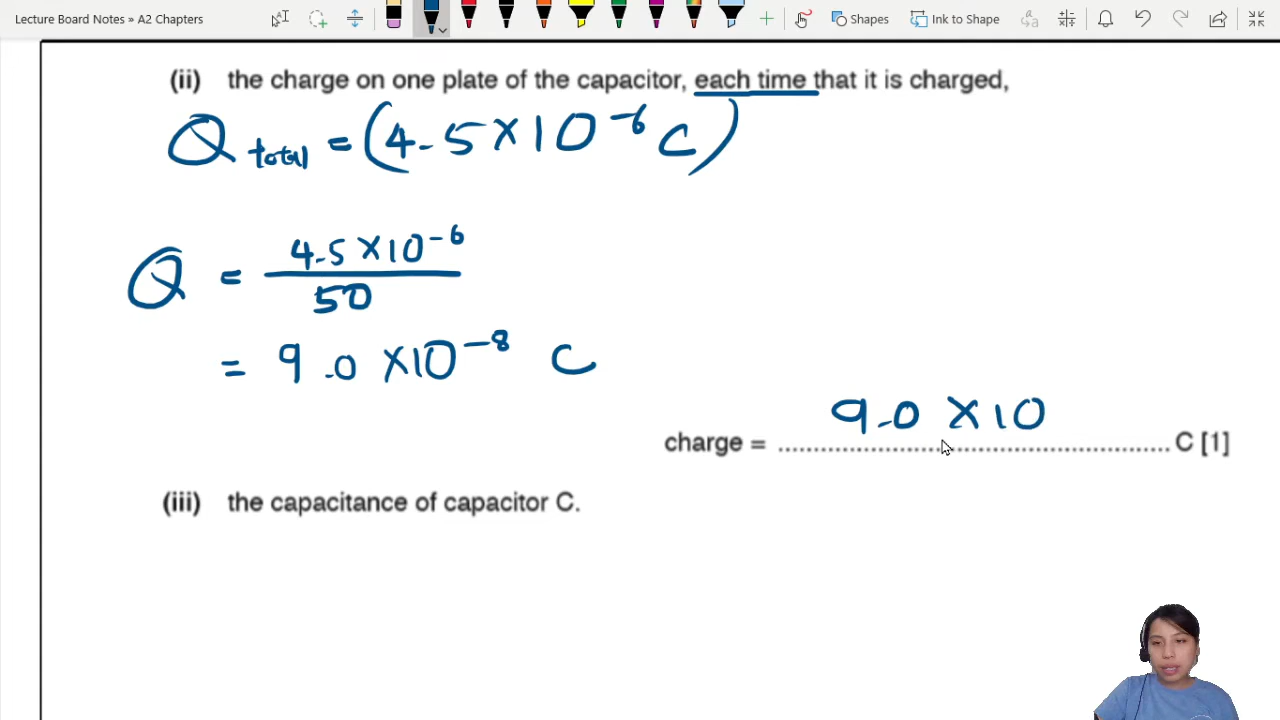 Lecture Board Notes » A2 Chapters Shapes Ink to Shape
(ii) the charge on one plate of the capacitor, each time that it is charged,
Q total = (4.5 × 10⁻⁶ C)
Q = 4.5 × 10⁻⁶
50
= 9.0 × 10⁻⁸ C
9.0 × 10
charge = .................................................... C [1]
(iii) the capacitance of capacitor C.